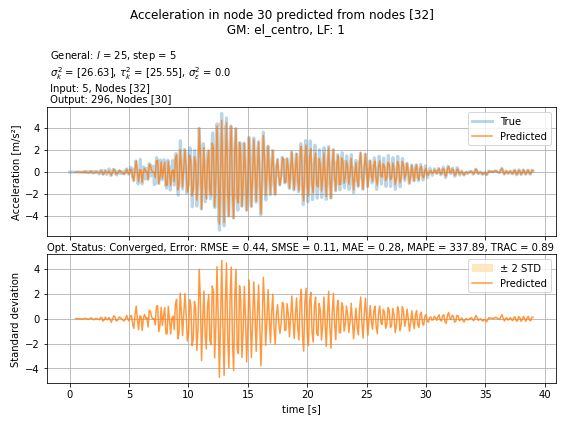 Acceleration in node 30 predicted from nodes [32]
GM: el_centro, LF: 1
General: l = 25, step = 5
σ²ₖ = [26.63], τ²ₖ = [25.55], σ²ε = 0.0
Input: 5, Nodes [32]
Output: 296, Nodes [30]
True
Predicted
4
2
0
−2
−4
Acceleration [m/s²]
Opt. Status: Converged, Error: RMSE = 0.44, SMSE = 0.11, MAE = 0.28, MAPE = 337.89, TRAC = 0.89
± 2 STD
Predicted
4
2
0
−2
−4
Standard deviation
0 5 10 15 20 25 30 35 40
time [s]